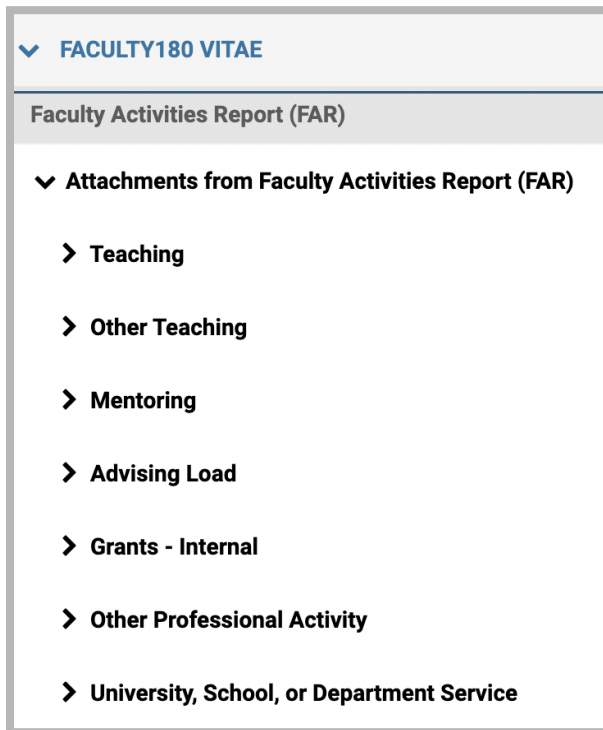 FACULTY180 VITAE
Faculty Activities Report (FAR)
Attachments from Faculty Activities Report (FAR)
Teaching
Other Teaching
Mentoring
Advising Load
Grants - Internal
Other Professional Activity
University, School, or Department Service